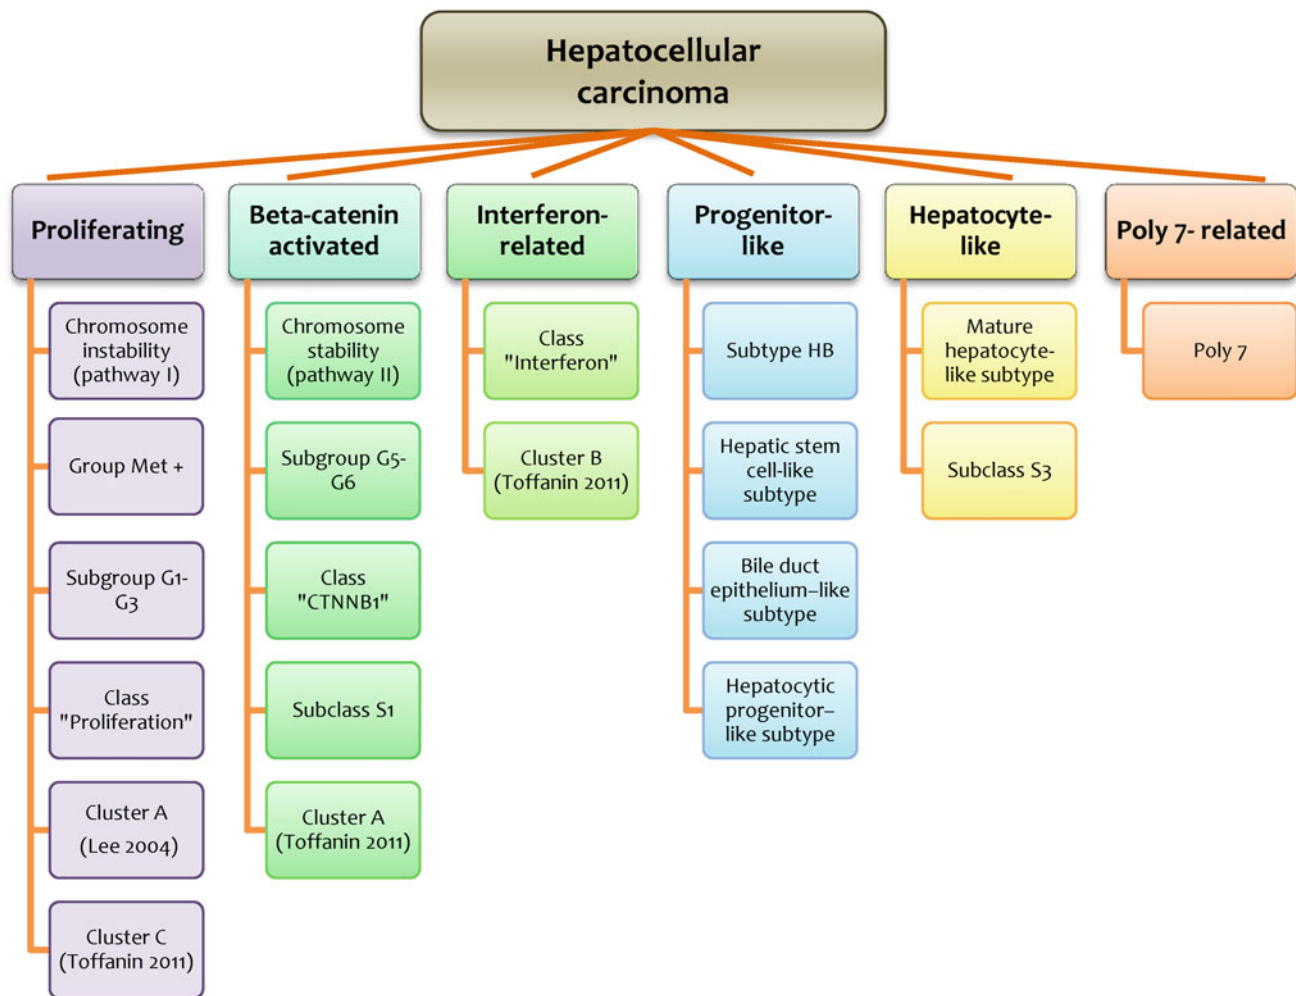 Hepatocellular
carcinoma
Proliferating
Chromosome
instability
(pathway I)
Group Met +
Subgroup G1-
G3
Class
"Proliferation"
Cluster A
(Lee 2004)
Cluster C
(Toffanin 2011)
Beta-catenin
activated
Chromosome
stability
(pathway II)
Subgroup G5-
G6
Class
"CTNNB1"
Subclass S1
Cluster A
(Toffanin 2011)
Interferon-
related
Class
"Interferon"
Cluster B
(Toffanin 2011)
Progenitor-
like
Subtype HB
Hepatic stem
cell-like
subtype
Bile duct
epithelium–like
subtype
Hepatocytic
progenitor–
like subtype
Hepatocyte-
like
Mature
hepatocyte-
like subtype
Subclass S3
Poly 7- related
Poly 7